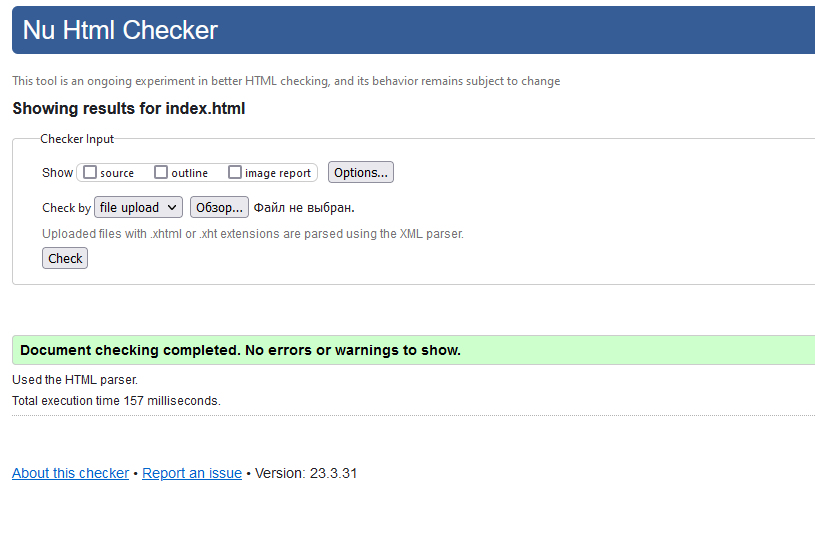 Nu Html Checker
This tool is an ongoing experiment in better HTML checking, and its behavior remains subject to change
Showing results for index.html
Checker Input
Show source outline image report Options...
Check by file upload Обзор... Файл не выбран.
Uploaded files with .xhtml or .xht extensions are parsed using the XML parser.
Check
Document checking completed. No errors or warnings to show.
Used the HTML parser.
Total execution time 157 milliseconds.
About this checker • Report an issue • Version: 23.3.31